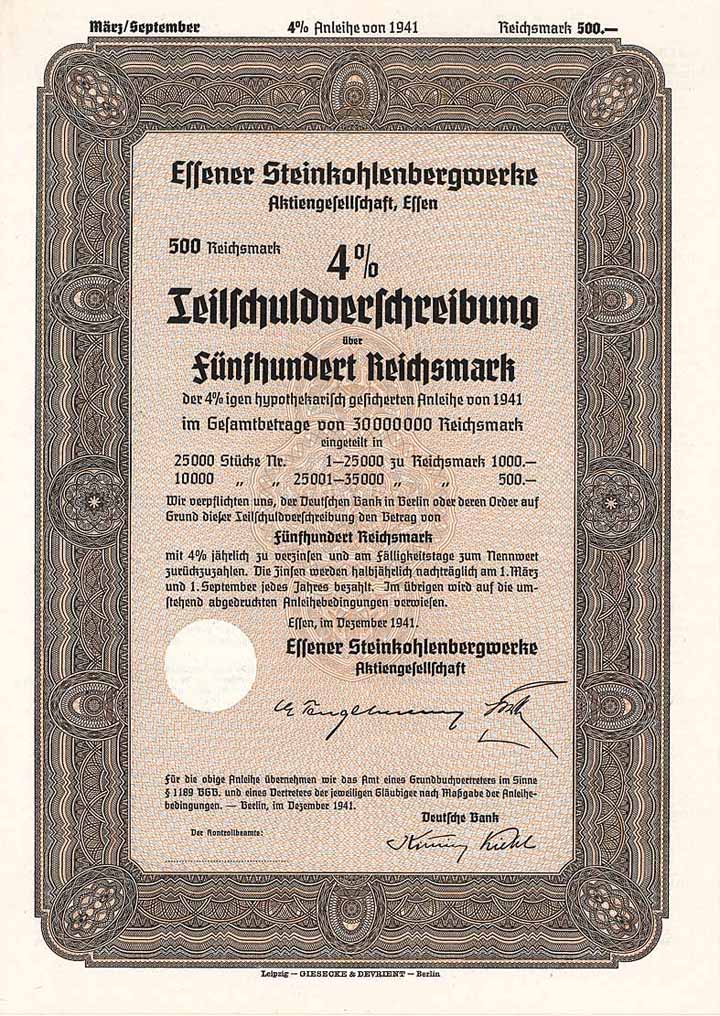 März/September 4% Anleihe von 1941 Reichsmark 500.—
Essener Steinkohlenbergwerke
Aktiengesellschaft, Essen
500 Reichsmark 4%
Teilschuldverschreibung
über
Fünfhundert Reichsmark
der 4%igen hypothekarisch gesicherten Anleihe von 1941
im Gesamtbetrage von 30000000 Reichsmark
eingeteilt in
25000 Stücke Nr. 1—25000 zu Reichsmark 1000.—
10000 „ „ 25001—35000 „ „ 500.—
Wir verpflichten uns, der Deutschen Bank in Berlin oder deren Order auf
Grund dieser Teilschuldverschreibung den Betrag von
Fünfhundert Reichsmark
mit 4% jährlich zu verzinsen und am Fälligkeitstage zum Nennwert
zurückzuzahlen. Die Zinsen werden halbjährlich nachträglich am 1. März
und 1. September jedes Jahres bezahlt. Im übrigen wird auf die um-
stehend abgedruckten Anleihebedingungen verwiesen.
Essen, im Dezember 1941.
Essener Steinkohlenbergwerke
Aktiengesellschaft
Für die obige Anleihe übernehmen wir das Amt eines Grundbuchvertreters im Sinne
§ 1189 BGB. und eines Vertreters der jeweiligen Gläubiger nach Maßgabe der Anleihe-
bedingungen. — Berlin, im Dezember 1941.
Deutsche Bank
Der Kontrollbeamte:
Leipzig — GIESECKE & DEVRIENT — Berlin